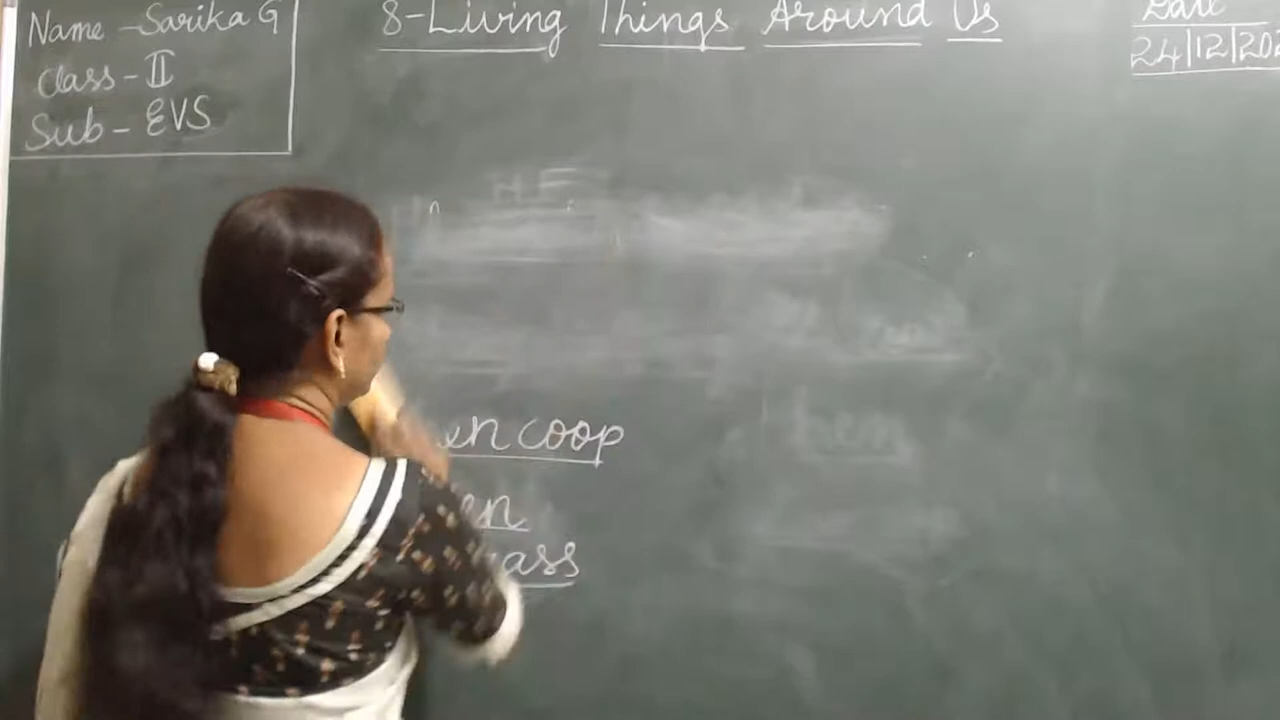 Name - Sarika G
Class - II
Sub - EVS
8-Living Things Around Us
Date
24|12|202
en coop
en
ass
hen